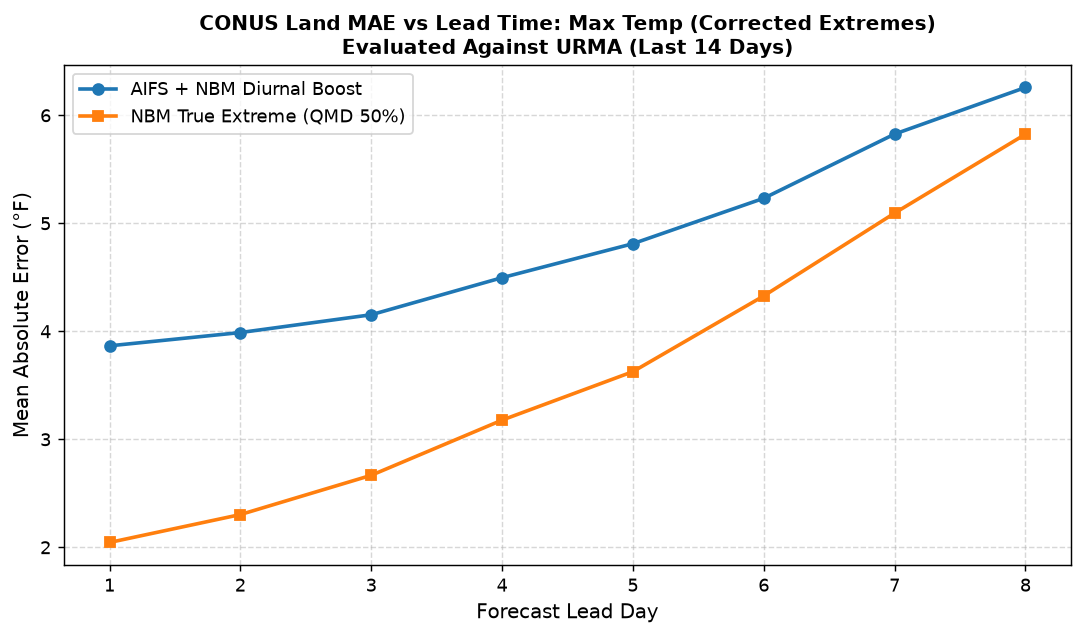 CONUS Land MAE vs Lead Time: Max Temp (Corrected Extremes)
Evaluated Against URMA (Last 14 Days)
AIFS + NBM Diurnal Boost
NBM True Extreme (QMD 50%)
Mean Absolute Error (°F)
6
5
4
3
2
1 2 3 4 5 6 7 8
Forecast Lead Day